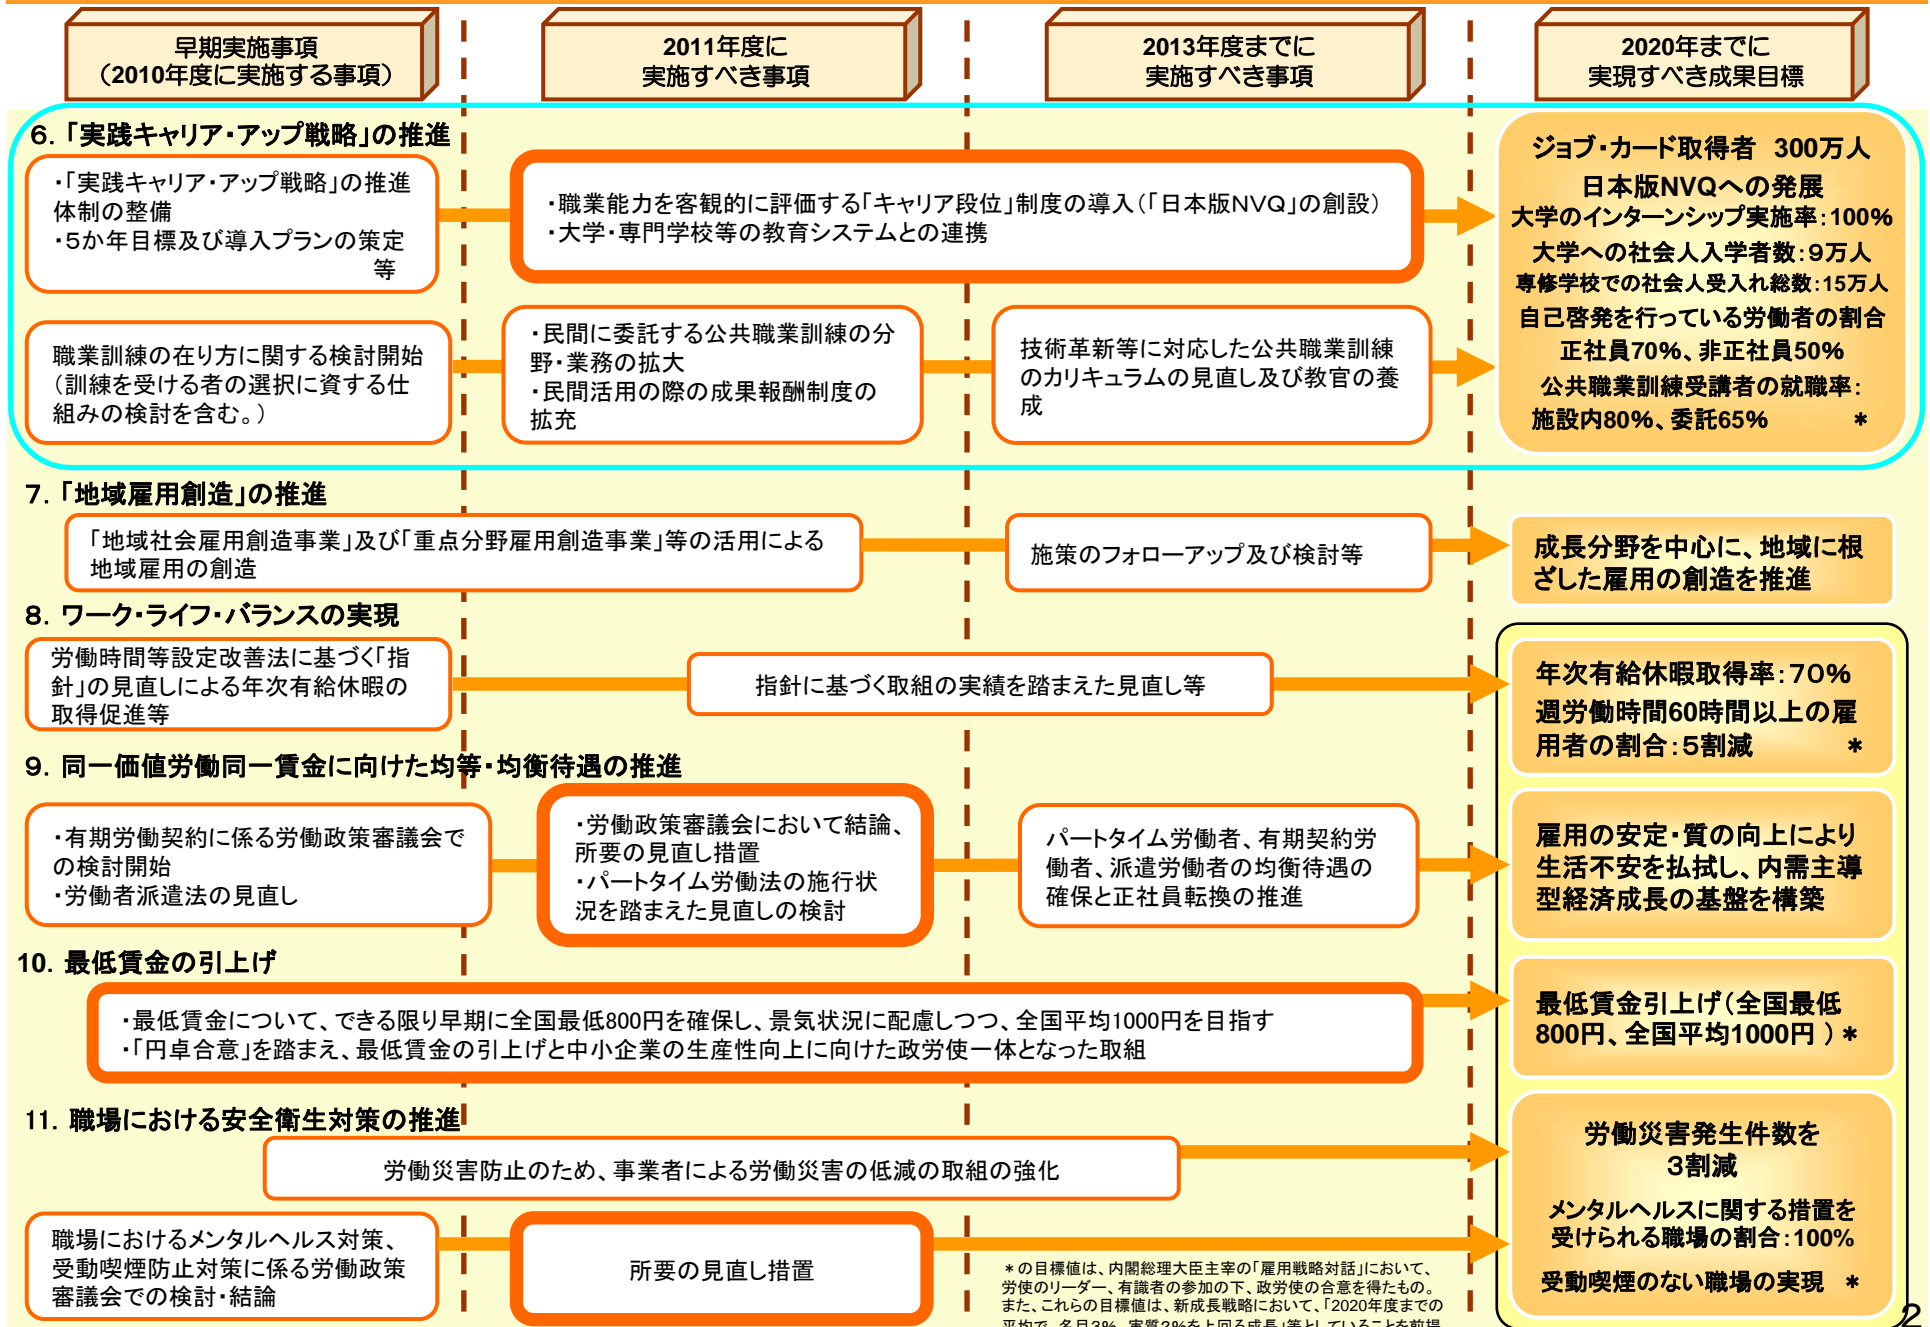 早期実施事項
（2010年度に実施する事項）
2011年度に
実施すべき事項
2013年度までに
実施すべき事項
2020年までに
実現すべき成果目標
６．「実践キャリア・アップ戦略」の推進
・「実践キャリア・アップ戦略」の推進
体制の整備
・５か年目標及び導入プランの策定
等
・職業能力を客観的に評価する「キャリア段位」制度の導入（「日本版ＮＶＱ」の創設）
・大学・専門学校等の教育システムとの連携
職業訓練の在り方に関する検討開始
（訓練を受ける者の選択に資する仕
組みの検討を含む。）
・民間に委託する公共職業訓練の分
野・業務の拡大
・民間活用の際の成果報酬制度の
拡充
技術革新等に対応した公共職業訓練
のカリキュラムの見直し及び教官の養
成
ジョブ・カード取得者　300万人
日本版NVQへの発展
大学のインターンシップ実施率：100％
大学への社会人入学者数：９万人
専修学校での社会人受入れ総数：15万人
自己啓発を行っている労働者の割合
正社員70％、非正社員50％
公共職業訓練受講者の就職率：
施設内80％、委託65％　＊
７．「地域雇用創造」の推進
「地域社会雇用創造事業」及び「重点分野雇用創造事業」等の活用による
地域雇用の創造
施策のフォローアップ及び検討等
成長分野を中心に、地域に根
ざした雇用の創造を推進
８．ワーク・ライフ・バランスの実現
労働時間等設定改善法に基づく「指
針」の見直しによる年次有給休暇の
取得促進等
指針に基づく取組の実績を踏まえた見直し等
年次有給休暇取得率：７０％
週労働時間60時間以上の雇
用者の割合：５割減　＊
９．同一価値労働同一賃金に向けた均等・均衡待遇の推進
・有期労働契約に係る労働政策審議会で
の検討開始
・労働者派遣法の見直し
・労働政策審議会において結論、
所要の見直し措置
・パートタイム労働法の施行状
況を踏まえた見直しの検討
パートタイム労働者、有期契約労
働者、派遣労働者の均衡待遇の
確保と正社員転換の推進
雇用の安定・質の向上により
生活不安を払拭し、内需主導
型経済成長の基盤を構築
10．最低賃金の引上げ
・最低賃金について、できる限り早期に全国最低800円を確保し、景気状況に配慮しつつ、全国平均1000円を目指す
・「円卓合意」を踏まえ、最低賃金の引上げと中小企業の生産性向上に向けた政労使一体となった取組
最低賃金引上げ（全国最低
800円、全国平均1000円 ）＊
11．職場における安全衛生対策の推進
労働災害防止のため、事業者による労働災害の低減の取組の強化
職場におけるメンタルヘルス対策、
受動喫煙防止対策に係る労働政策
審議会での検討・結論
所要の見直し措置
労働災害発生件数を
３割減
メンタルヘルスに関する措置を
受けられる職場の割合：100％
受動喫煙のない職場の実現　＊
＊の目標値は、内閣総理大臣主宰の「雇用戦略対話」において、
労使のリーダー、有識者の参加の下、政労使の合意を得たもの。
また、これらの目標値は、新成長戦略において、「2020年度までの
平均で、名目３％、実質２％を上回る成長」等としていることを前提
2